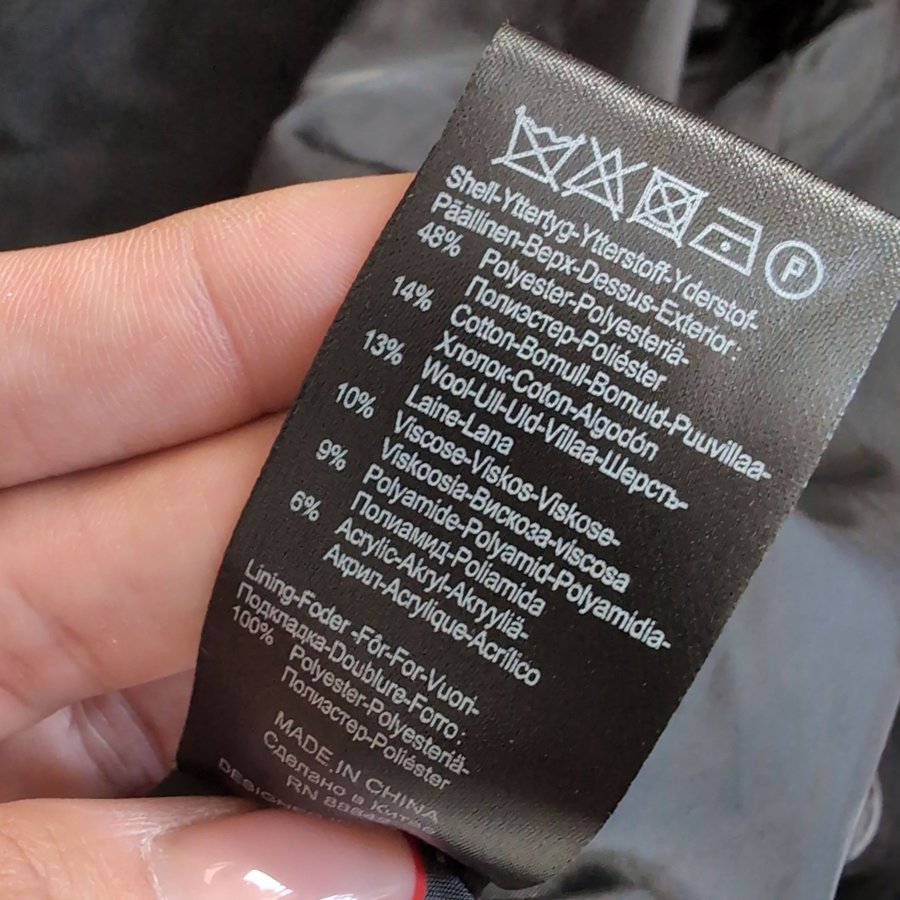 P
Shell-Yttertyg-Ytterstoff-Yderstof-
Päällinen-Верх-Dessus-Exterior:
48% Polyester-Polyesteriä-
Полиэстер-Poliéster
14% Cotton-Bomull-Bomuld-Puuvillaa-
Хлопок-Coton-Algodón
13% Wool-Ull-Uld-Villaa-Шерсть-
Laine-Lana
10% Viscose-Viskos-Viskose-
Viskoosia-Вискоза-viscosa
9% Polyamide-Polyamid-Polyamidia-
Полиамид-Poliamida
6% Acrylic-Akryl-Akryyliä-
Акрил-Acrylique-Acrílico
Lining-Foder -Fôr-For-Vuori-
Подкладка-Doublure-Forro:
100% Polyester-Polyesteriä-
Полиэстер-Poliéster
MADE IN CHINA
Сделано в Китае
RN